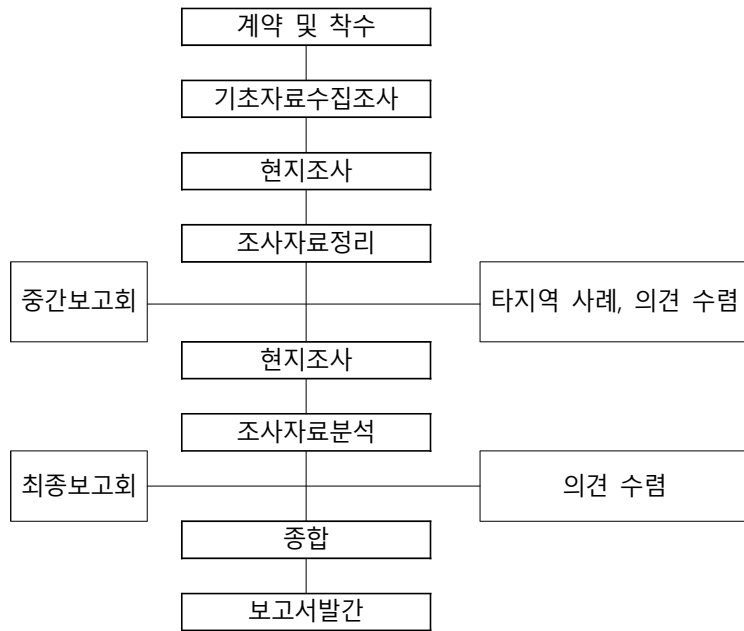 계약 및 착수
기초자료수집조사
현지조사
조사자료정리
중간보고회
타지역 사례, 의견 수렴
현지조사
조사자료분석
최종보고회
의견 수렴
종합
보고서발간